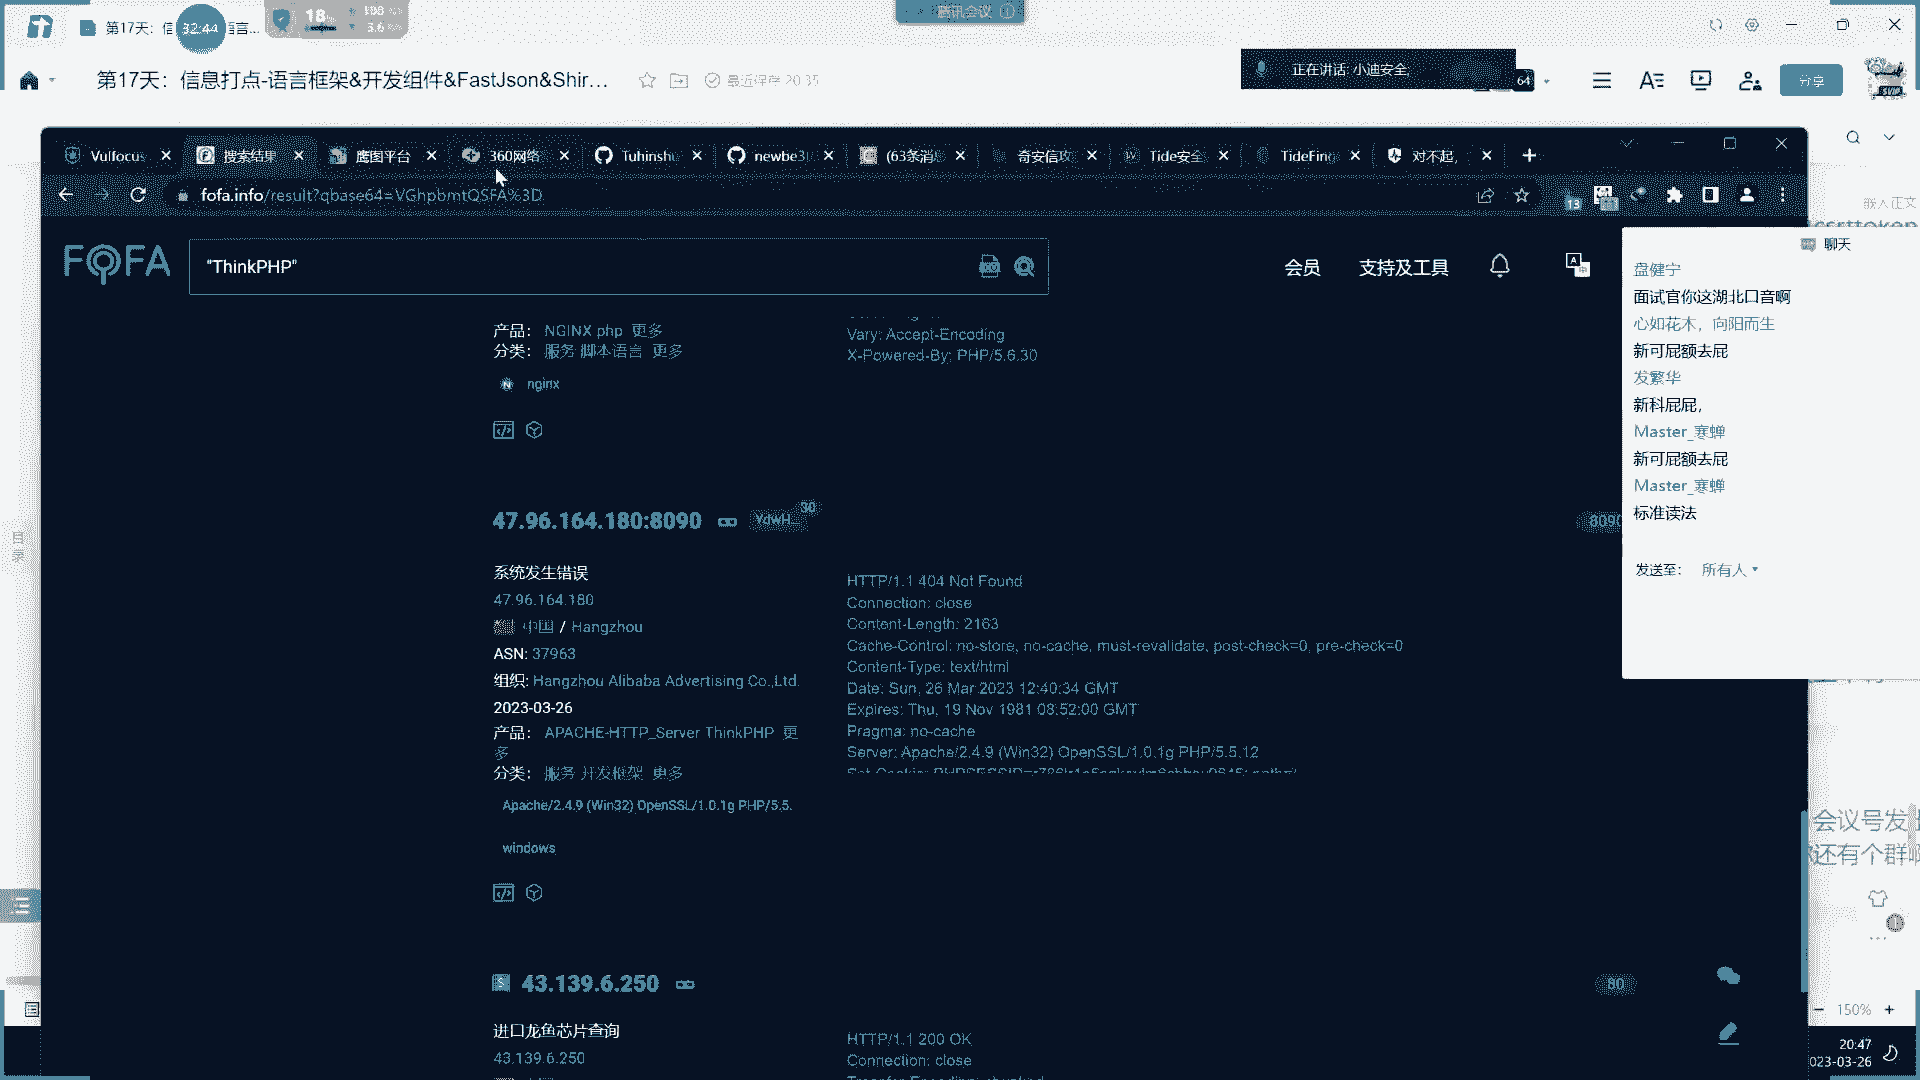 第17天：信
言...
32:44
18%
腾讯会议
第17天：信息打点-语言框架&开发组件&FastJson&Shir...
最近保存 20:35
正在讲话: 小迪安全;
64
分享
Vulfocus
搜索结果
鹰图平台
360网络
Tuhinshu
newbe3
(63条消
奇安信攻
Tide安全
TideFing
对不起，
fofa.info/result?qbase64=VGhpbmtQSFA%3D
13
嵌入正文
FOFA
"ThinkPHP"
会员
支持及工具
聊天
盘健宁
面试官你这湖北口音啊
心如花木，向阳而生
新可屁额去屁
发繁华
新科屁屁，
Master_寒蝉
新可屁额去屁
Master_寒蝉
标准读法
发送至：
所有人
产品： NGINX php 更多
分类： 服务 脚本语言 更多
nginx
Vary: Accept-Encoding
X-Powered-By: PHP/5.6.30
目录
47.96.164.180:8090
30
8090
系统发生错误
47.96.164.180
中国 / Hangzhou
ASN: 37963
组织: Hangzhou Alibaba Advertising Co.,Ltd.
2023-03-26
产品： APACHE-HTTP_Server ThinkPHP 更多
分类： 服务 开发框架 更多
Apache/2.4.9 (Win32) OpenSSL/1.0.1g PHP/5.5.
windows
HTTP/1.1 404 Not Found
Connection: close
Content-Length: 2163
Cache-Control: no-store, no-cache, must-revalidate, post-check=0, pre-check=0
Content-Type: text/html
Date: Sun, 26 Mar 2023 12:40:34 GMT
Expires: Thu, 19 Nov 1981 08:52:00 GMT
Pragma: no-cache
Server: Apache/2.4.9 (Win32) OpenSSL/1.0.1g PHP/5.5.12
会议号发
还有个群
43.139.6.250
80
进口龙鱼芯片查询
43.139.6.250
HTTP/1.1 200 OK
Connection: close
150%
20:47
023-03-26